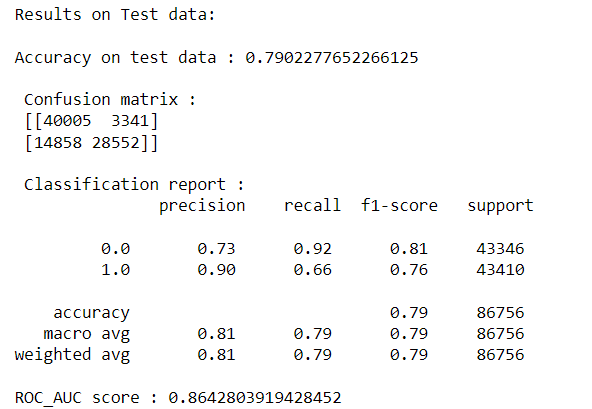 Results on Test data:
Accuracy on test data : 0.7902277652266125
Confusion matrix :
[[40005  3341]
[14858 28552]]
Classification report :
precision    recall  f1-score   support
0.0       0.73      0.92      0.81     43346
1.0       0.90      0.66      0.76     43410
accuracy                           0.79     86756
macro avg       0.81      0.79      0.79     86756
weighted avg       0.81      0.79      0.79     86756
ROC_AUC score : 0.8642803919428452